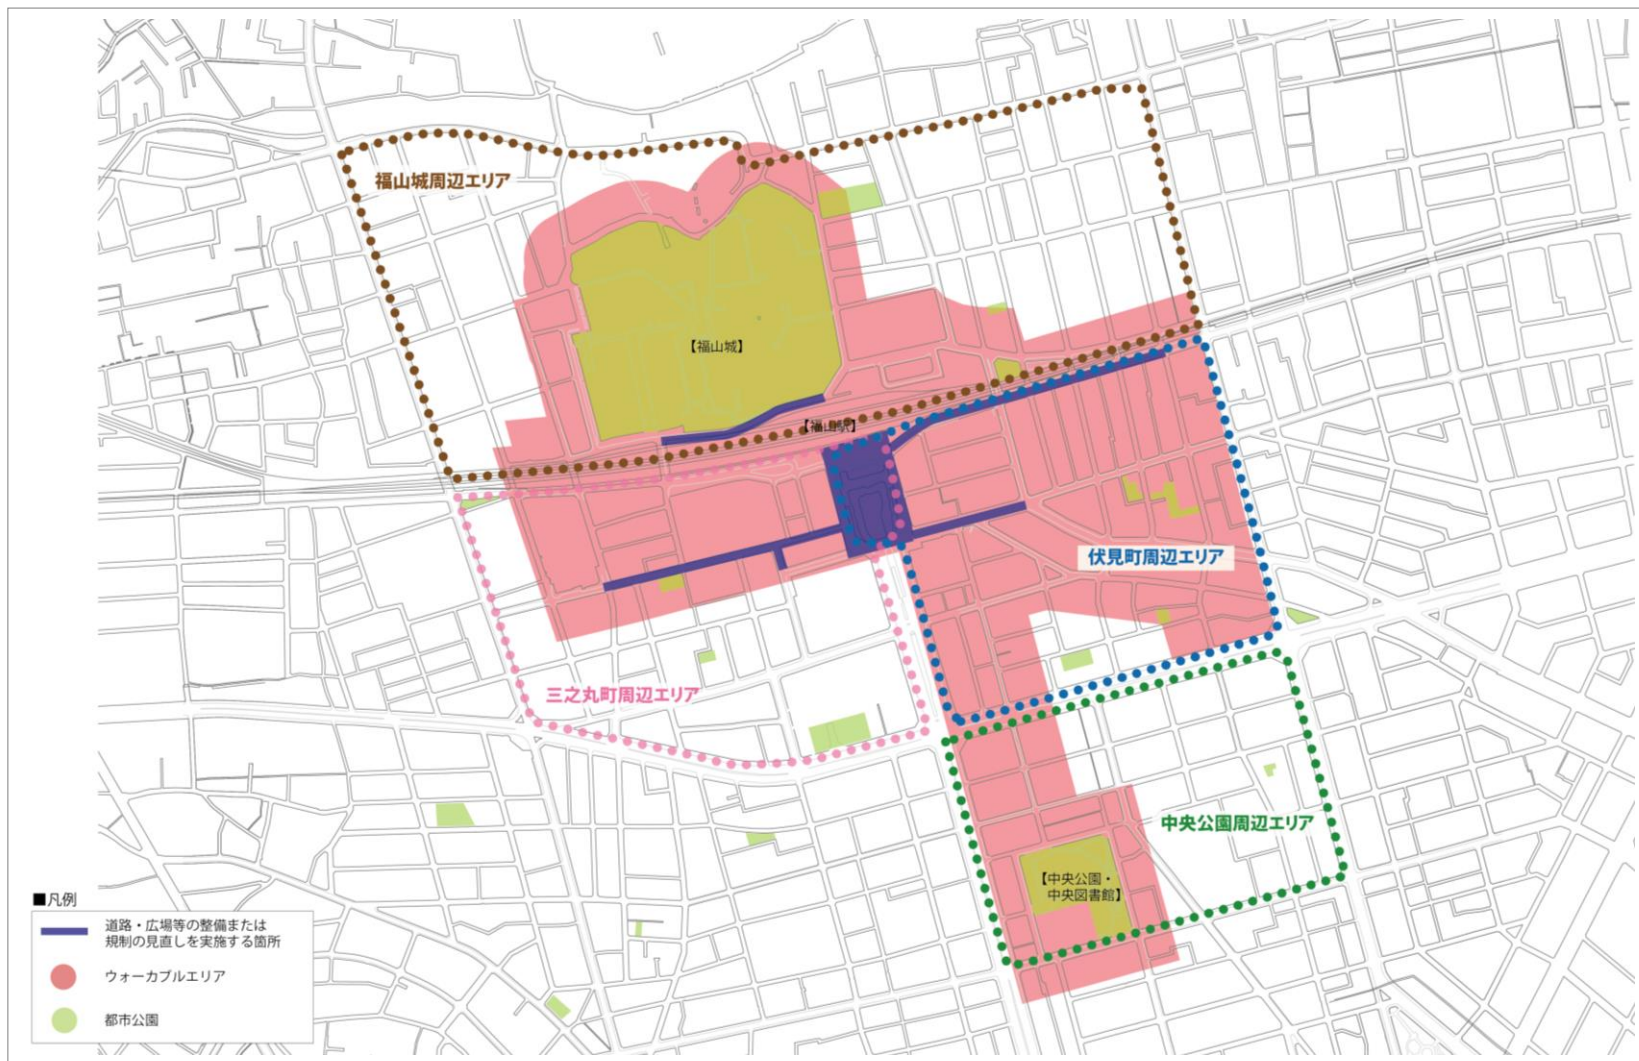 福山城周辺エリア
【福山城】
【福山駅】
伏見町周辺エリア
三之丸町周辺エリア
中央公園周辺エリア
【中央公園・
中央図書館】
■凡例
道路・広場等の整備または
規制の見直しを実施する箇所
ウォーカブルエリア
都市公園